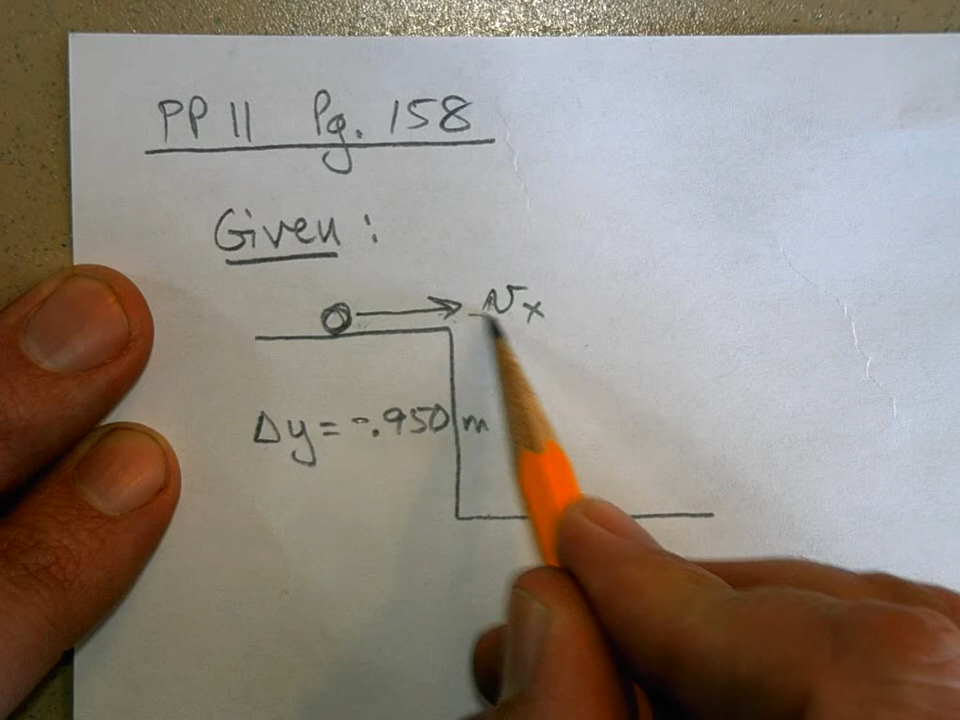 PP 11 Pg. 158
Given :
Vx
Δy = -.950 m